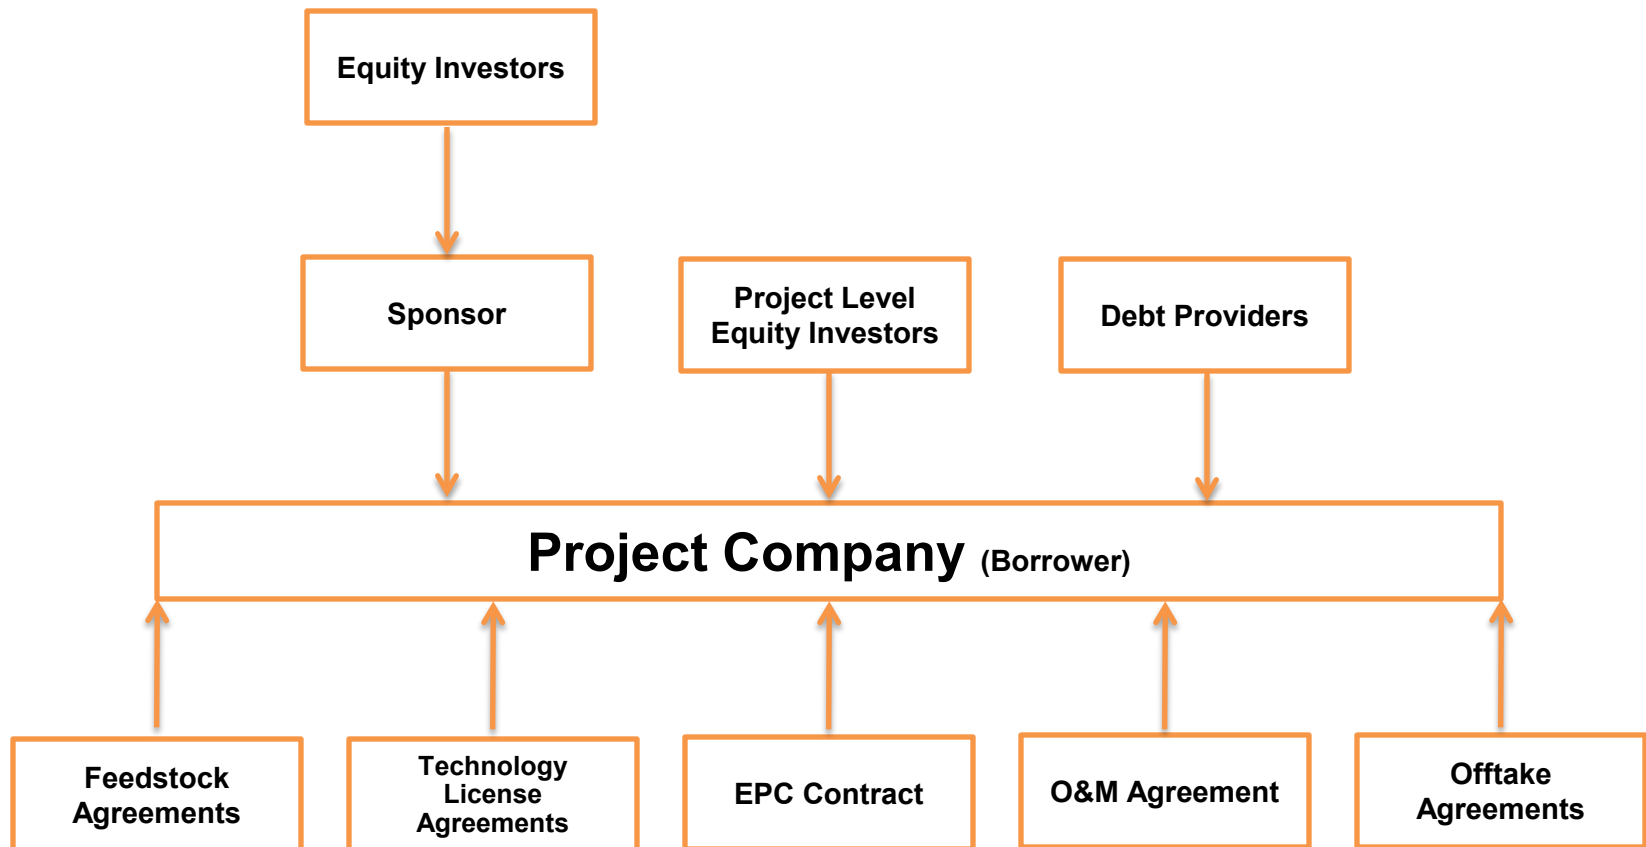 Equity Investors
Sponsor
Project Level
Equity Investors
Debt Providers
Project Company (Borrower)
Feedstock
Agreements
Technology
License
Agreements
EPC Contract
O&M Agreement
Offtake
Agreements